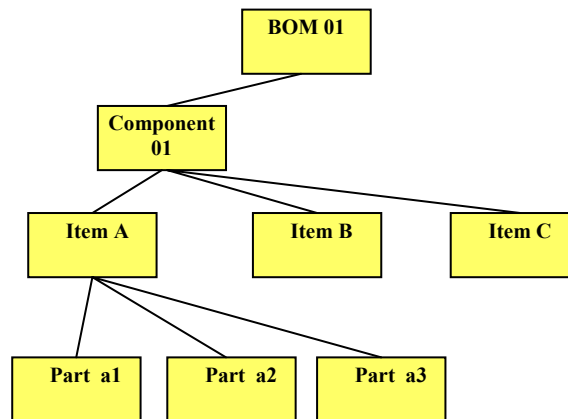 BOM 01
Component
01
Item A
Item B
Item C
Part a1
Part a2
Part a3